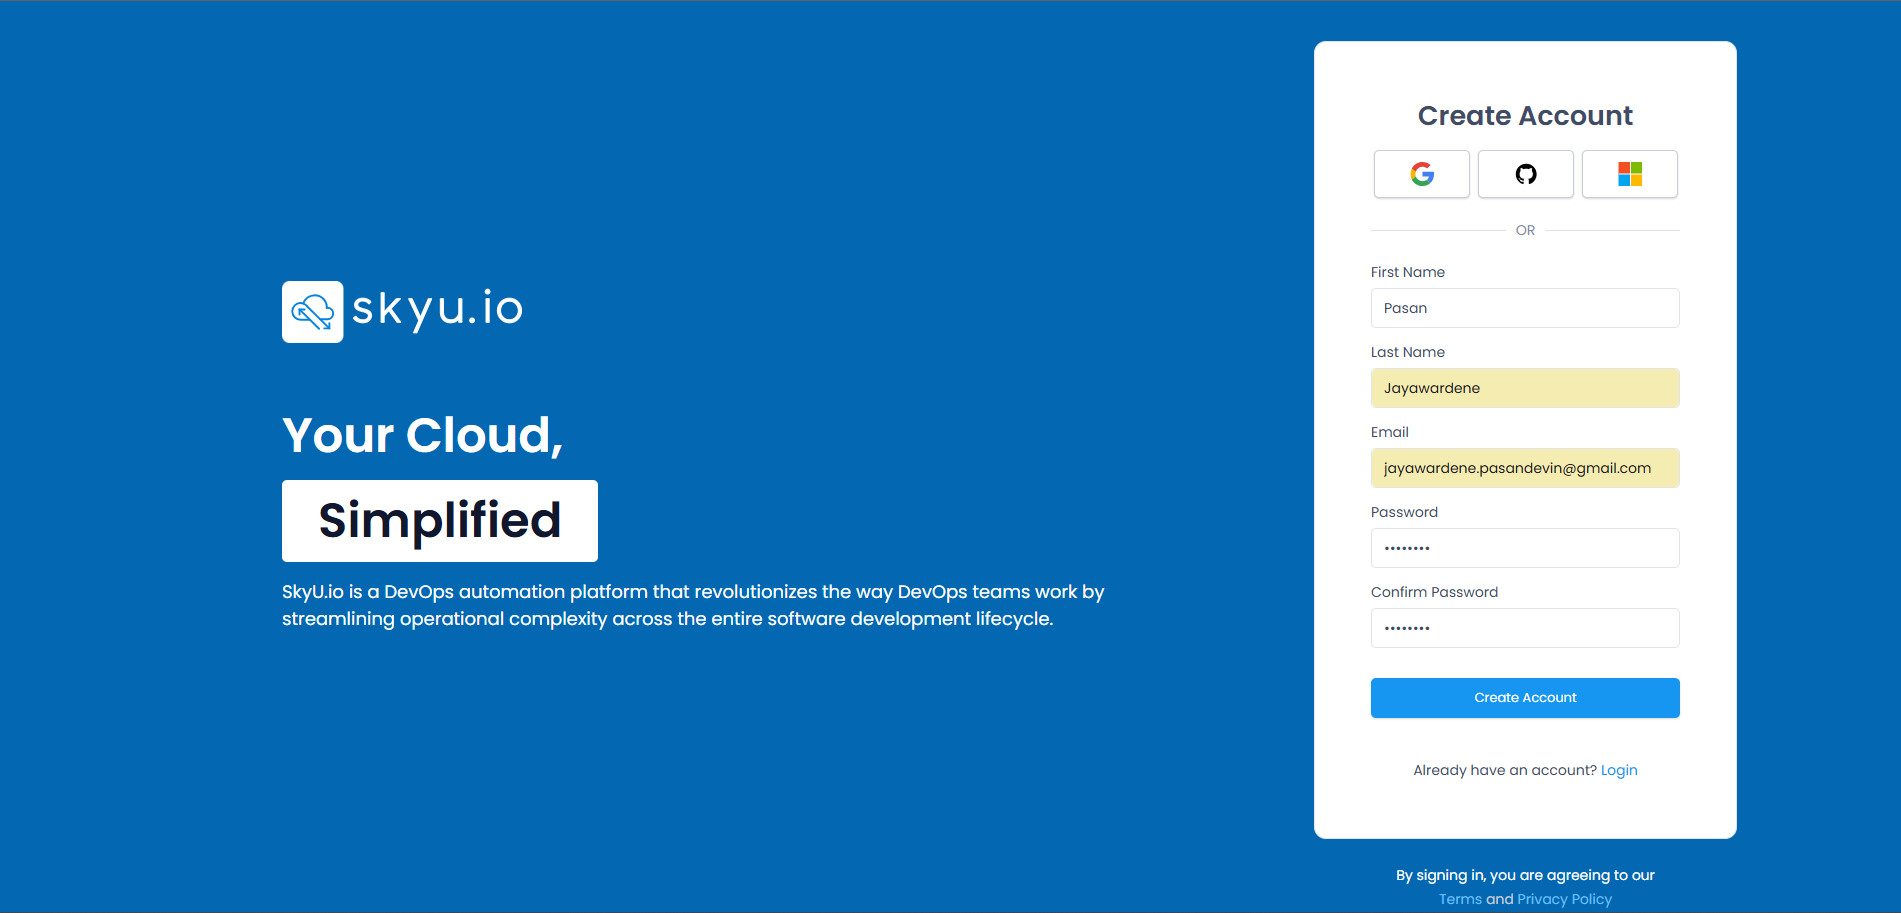 skyu.io
Your Cloud,
Simplified
SkyU.io is a DevOps automation platform that revolutionizes the way DevOps teams work by
streamlining operational complexity across the entire software development lifecycle.
Create Account
OR
First Name
Pasan
Last Name
Jayawardene
Email
jayawardene.pasandevin@gmail.com
Password
••••••••
Confirm Password
••••••••
Create Account
Already have an account? Login
By signing in, you are agreeing to our
Terms and Privacy Policy